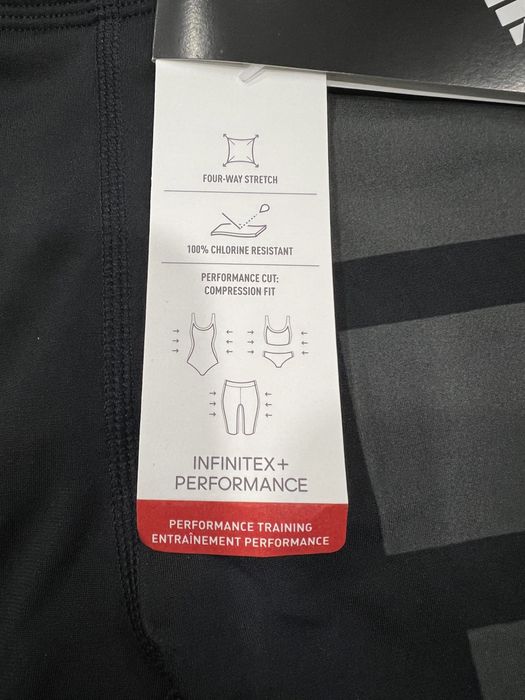 FOUR-WAY STRETCH
100% CHLORINE RESISTANT
PERFORMANCE CUT:
COMPRESSION FIT
INFINITEX+
PERFORMANCE
PERFORMANCE TRAINING
ENTRAÎNEMENT PERFORMANCE